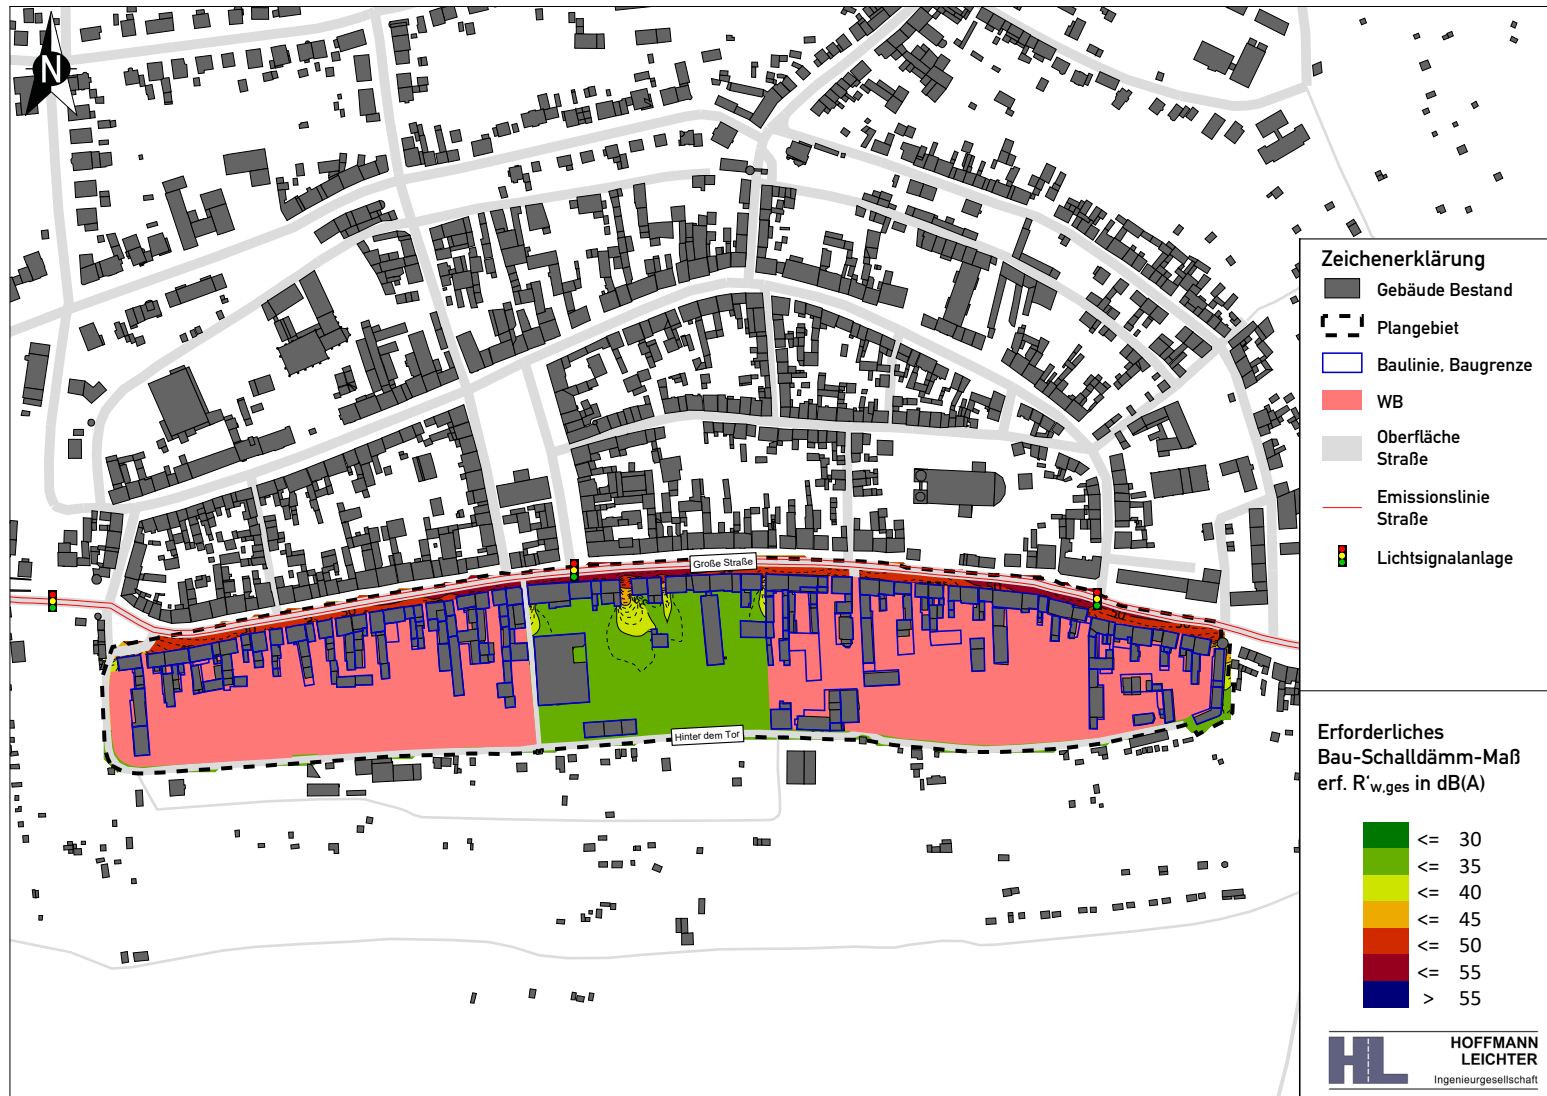 N
Große Straße
Hinter dem Tor
Zeichenerklärung
Gebäude Bestand
Plangebiet
Baulinie, Baugrenze
WB
Oberfläche
Straße
Emissionslinie
Straße
Lichtsignalanlage
Erforderliches
Bau-Schalldämm-Maß
erf. R'w,ges in dB(A)
<= 30
<= 35
<= 40
<= 45
<= 50
<= 55
> 55
HL
HOFFMANN
LEICHTER
Ingenieurgesellschaft